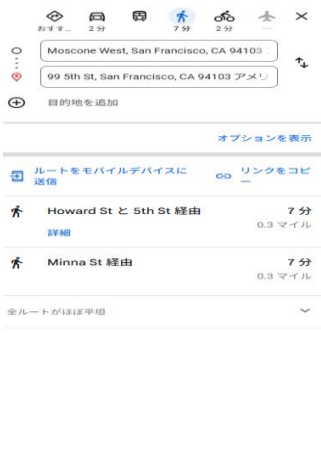 おすす...
2 分
7 分
2 分
—
Moscone West, San Francisco, CA 94103
99 5th St, San Francisco, CA 94103 アメリ
目的地を追加
オプションを表示
ルートをモバイルデバイスに
送信
リンクをコピ
ー
Howard St と 5th St 経由
7 分
0.3 マイル
詳細
Minna St 経由
7 分
0.3 マイル
全ルートがほぼ平坦